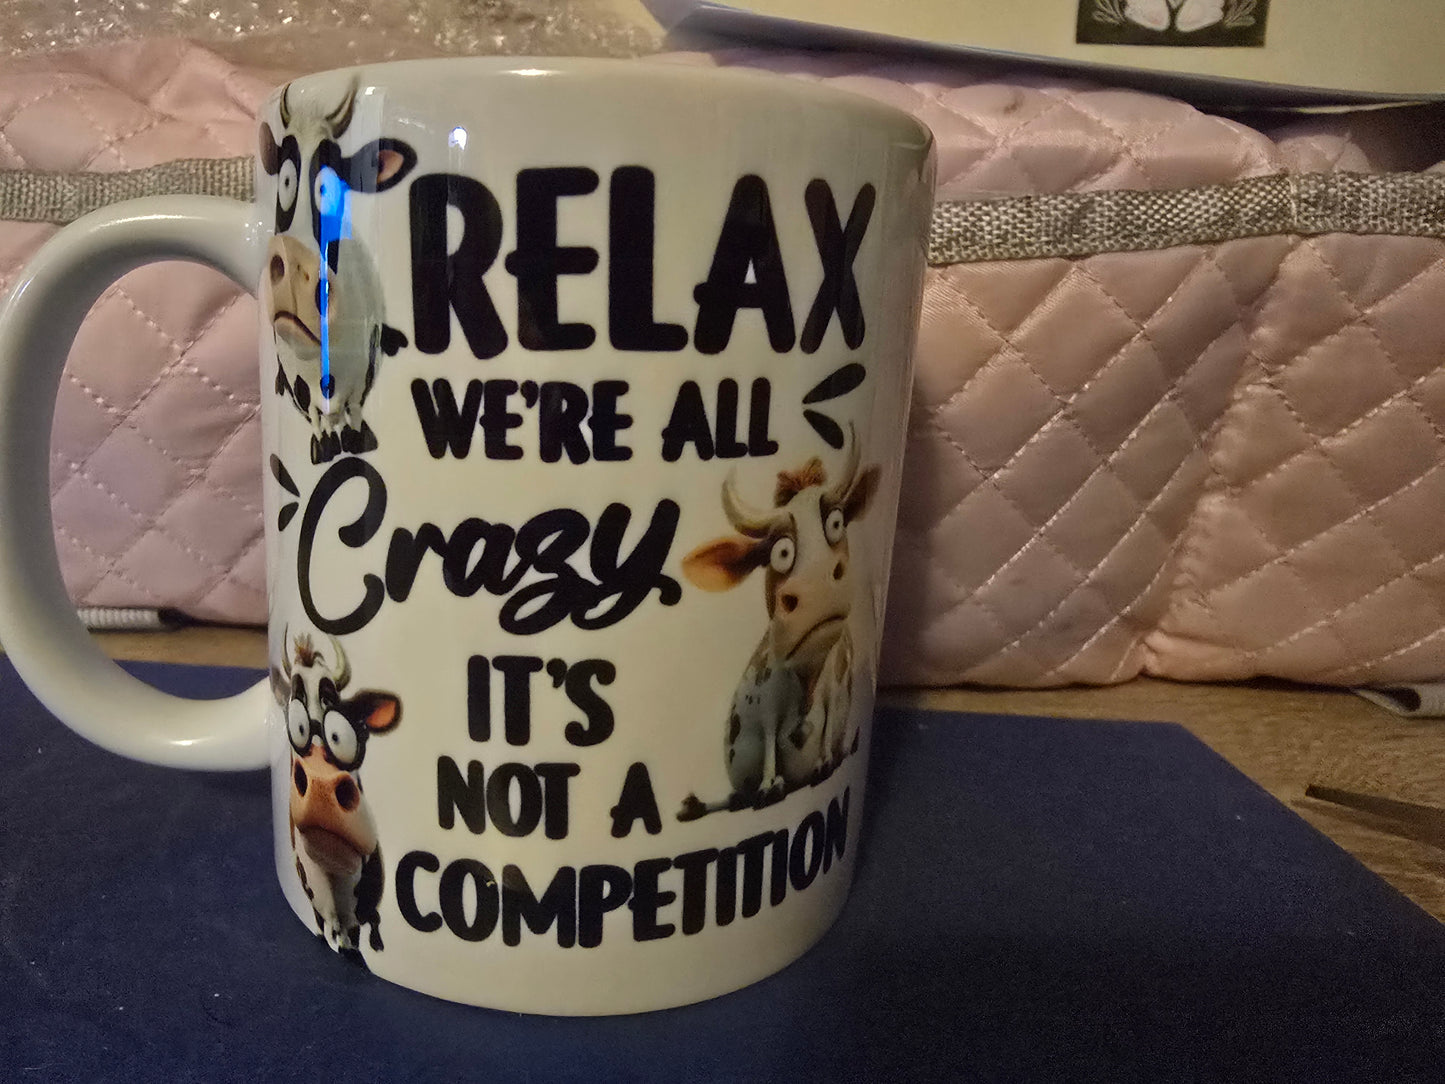 RELAX
WE'RE ALL
Crazy
IT'S
NOT A
COMPETITION